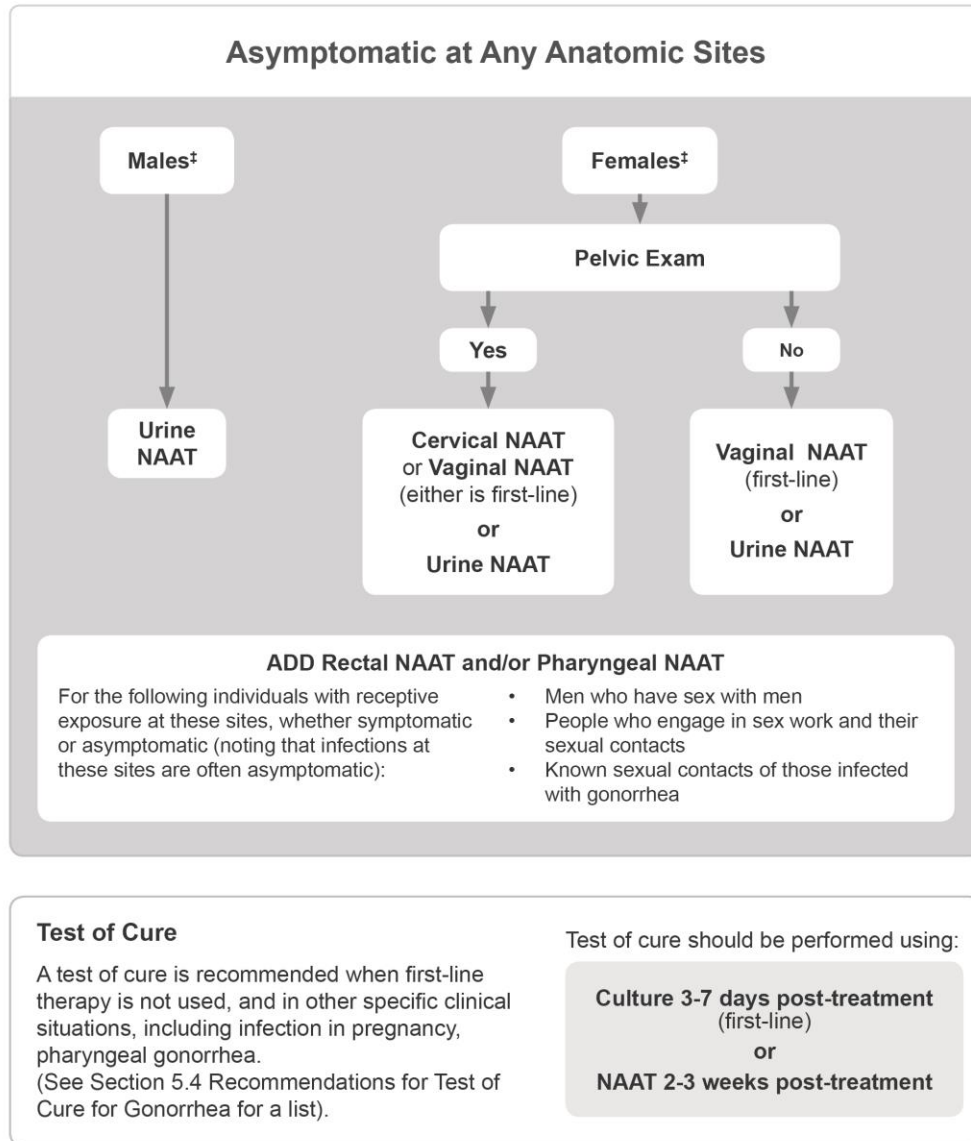 Asymptomatic at Any Anatomic Sites
Males‡
Females‡
Pelvic Exam
Yes
No
Urine
NAAT
Cervical NAAT
or Vaginal NAAT
(either is first-line)
or
Urine NAAT
Vaginal NAAT
(first-line)
or
Urine NAAT
ADD Rectal NAAT and/or Pharyngeal NAAT
For the following individuals with receptive
exposure at these sites, whether symptomatic
or asymptomatic (noting that infections at
these sites are often asymptomatic):
• Men who have sex with men
• People who engage in sex work and their
sexual contacts
• Known sexual contacts of those infected
with gonorrhea
Test of Cure
A test of cure is recommended when first-line
therapy is not used, and in other specific clinical
situations, including infection in pregnancy,
pharyngeal gonorrhea.
(See Section 5.4 Recommendations for Test of
Cure for Gonorrhea for a list).
Test of cure should be performed using:
Culture 3-7 days post-treatment
(first-line)
or
NAAT 2-3 weeks post-treatment